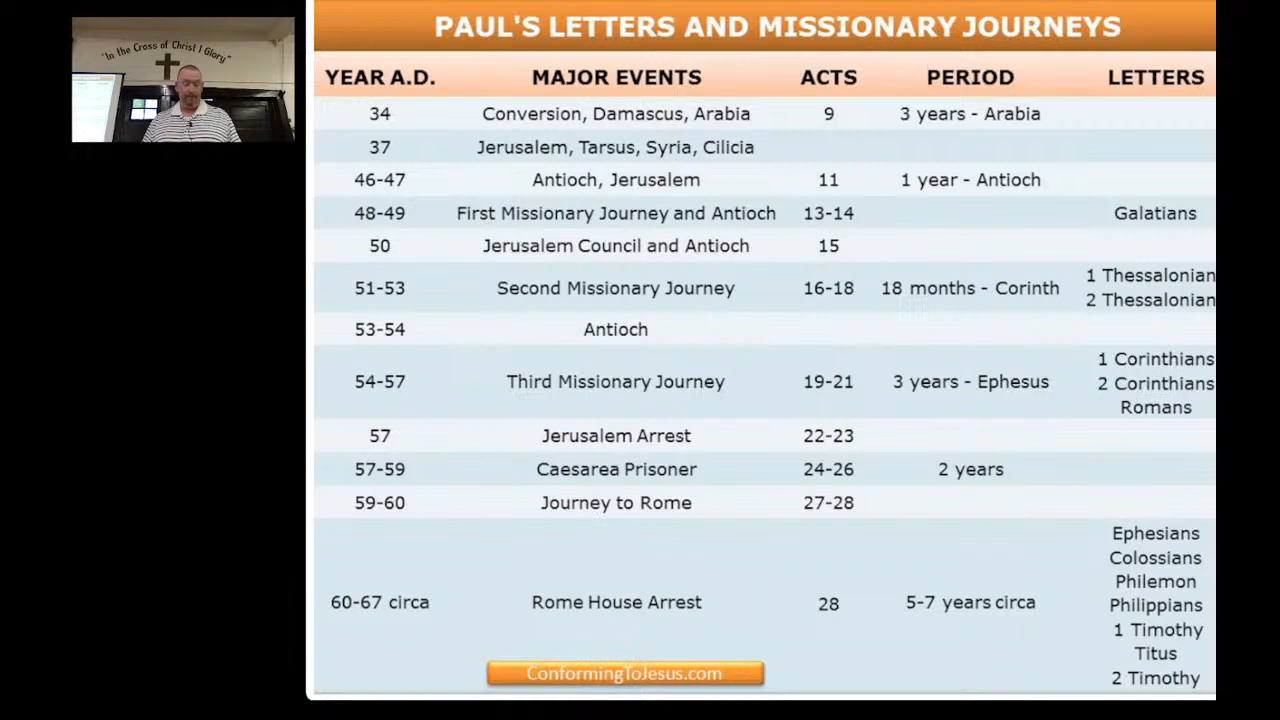 "In the Cross of Christ I Glory"
PAUL'S LETTERS AND MISSIONARY JOURNEYS
YEAR A.D. MAJOR EVENTS ACTS PERIOD LETTERS
34 Conversion, Damascus, Arabia 9 3 years - Arabia
37 Jerusalem, Tarsus, Syria, Cilicia
46-47 Antioch, Jerusalem 11 1 year - Antioch
48-49 First Missionary Journey and Antioch 13-14 Galatians
50 Jerusalem Council and Antioch 15
51-53 Second Missionary Journey 16-18 18 months - Corinth 1 Thessalonian
2 Thessalonian
53-54 Antioch
54-57 Third Missionary Journey 19-21 3 years - Ephesus 1 Corinthians
2 Corinthians
Romans
57 Jerusalem Arrest 22-23
57-59 Caesarea Prisoner 24-26 2 years
59-60 Journey to Rome 27-28
60-67 circa Rome House Arrest 28 5-7 years circa Ephesians
Colossians
Philemon
Philippians
1 Timothy
Titus
2 Timothy
ConformingToJesus.com